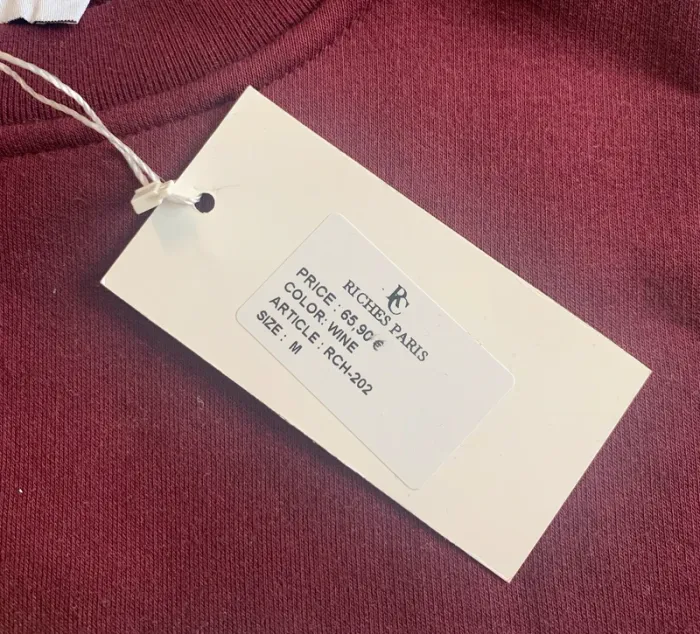 RC
RICHES PARIS
PRICE : 65,90 €
COLOR: WINE
ARTICLE : RCH-202
SIZE : M